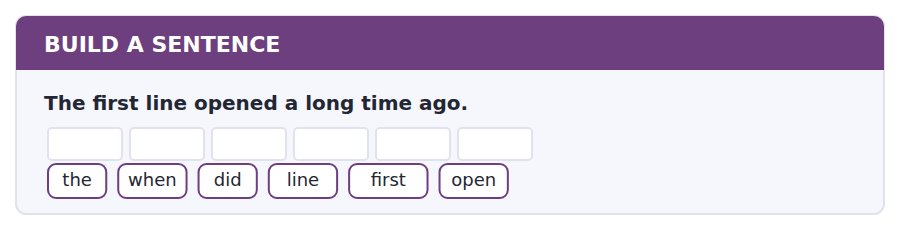 BUILD A SENTENCE
The first line opened a long time ago.
the when did line first open